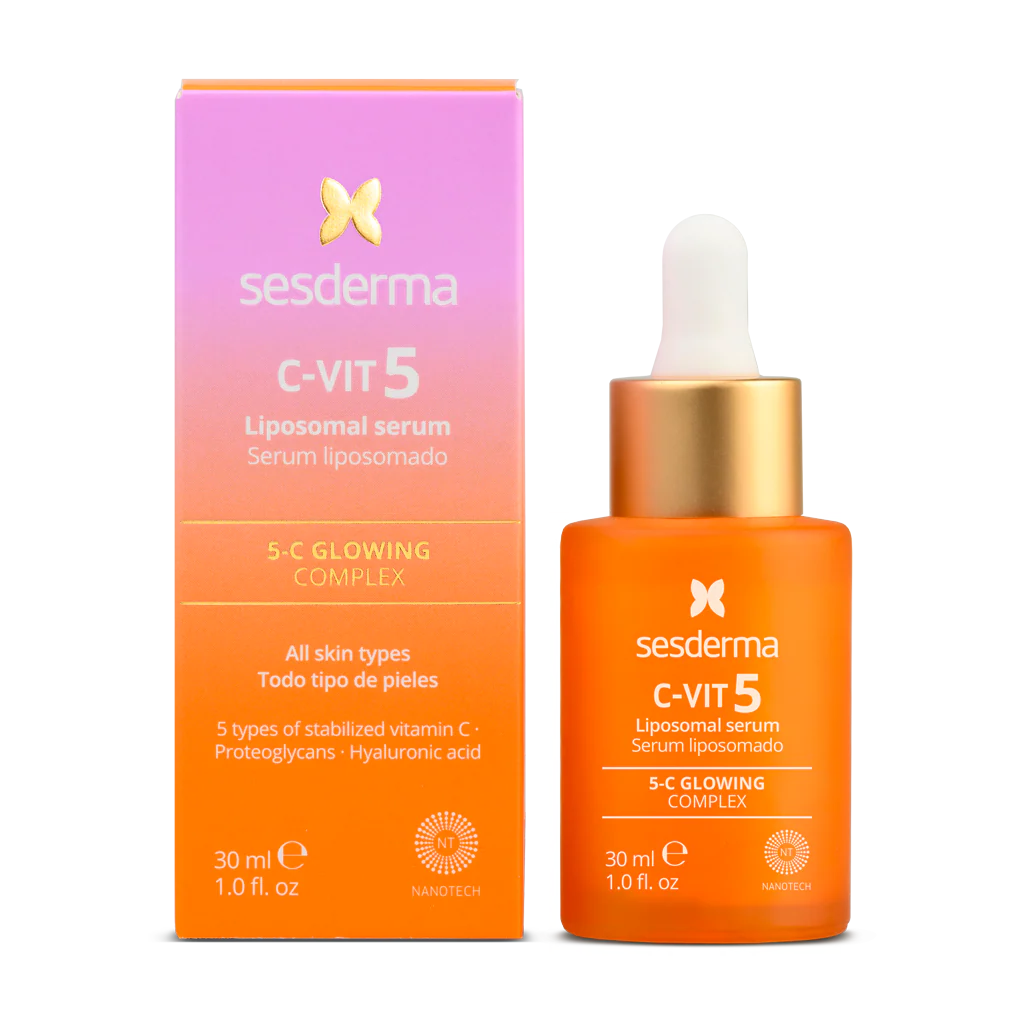 sesderma
C-VIT 5
Liposomal serum
Serum liposomado
5-C GLOWING
COMPLEX
All skin types
Todo tipo de pieles
5 types of stabilized vitamin C ·
Proteoglycans · Hyaluronic acid
30 ml ℮
1.0 fl. oz
NT
NANOTECH
sesderma
C-VIT 5
Liposomal serum
Serum liposomado
5-C GLOWING
COMPLEX
30 ml ℮
1.0 fl. oz
NT
NANOTECH